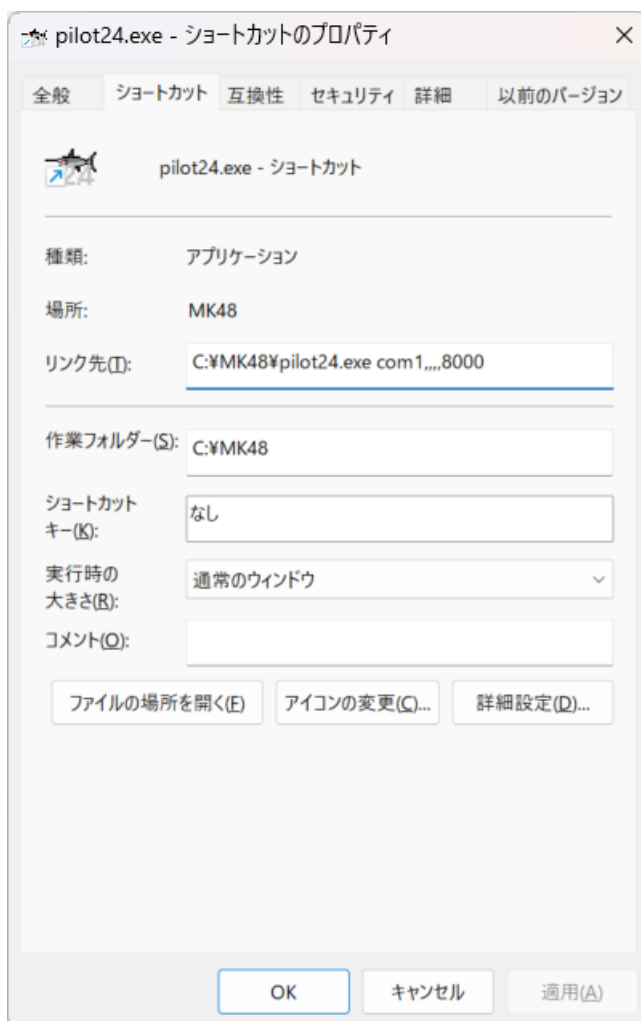 pilot24.exe - ショートカットのプロパティ
全般 ショートカット 互換性 セキュリティ 詳細 以前のバージョン
24
pilot24.exe - ショートカット
種類: アプリケーション
場所: MK48
リンク先(T): C:¥MK48¥pilot24.exe com1,,,,8000
作業フォルダー(S): C:¥MK48
ショートカット
キー(K): なし
実行時の
大きさ(R): 通常のウィンドウ
コメント(O):
ファイルの場所を開く(F) アイコンの変更(C)... 詳細設定(D)...
OK キャンセル 適用(A)